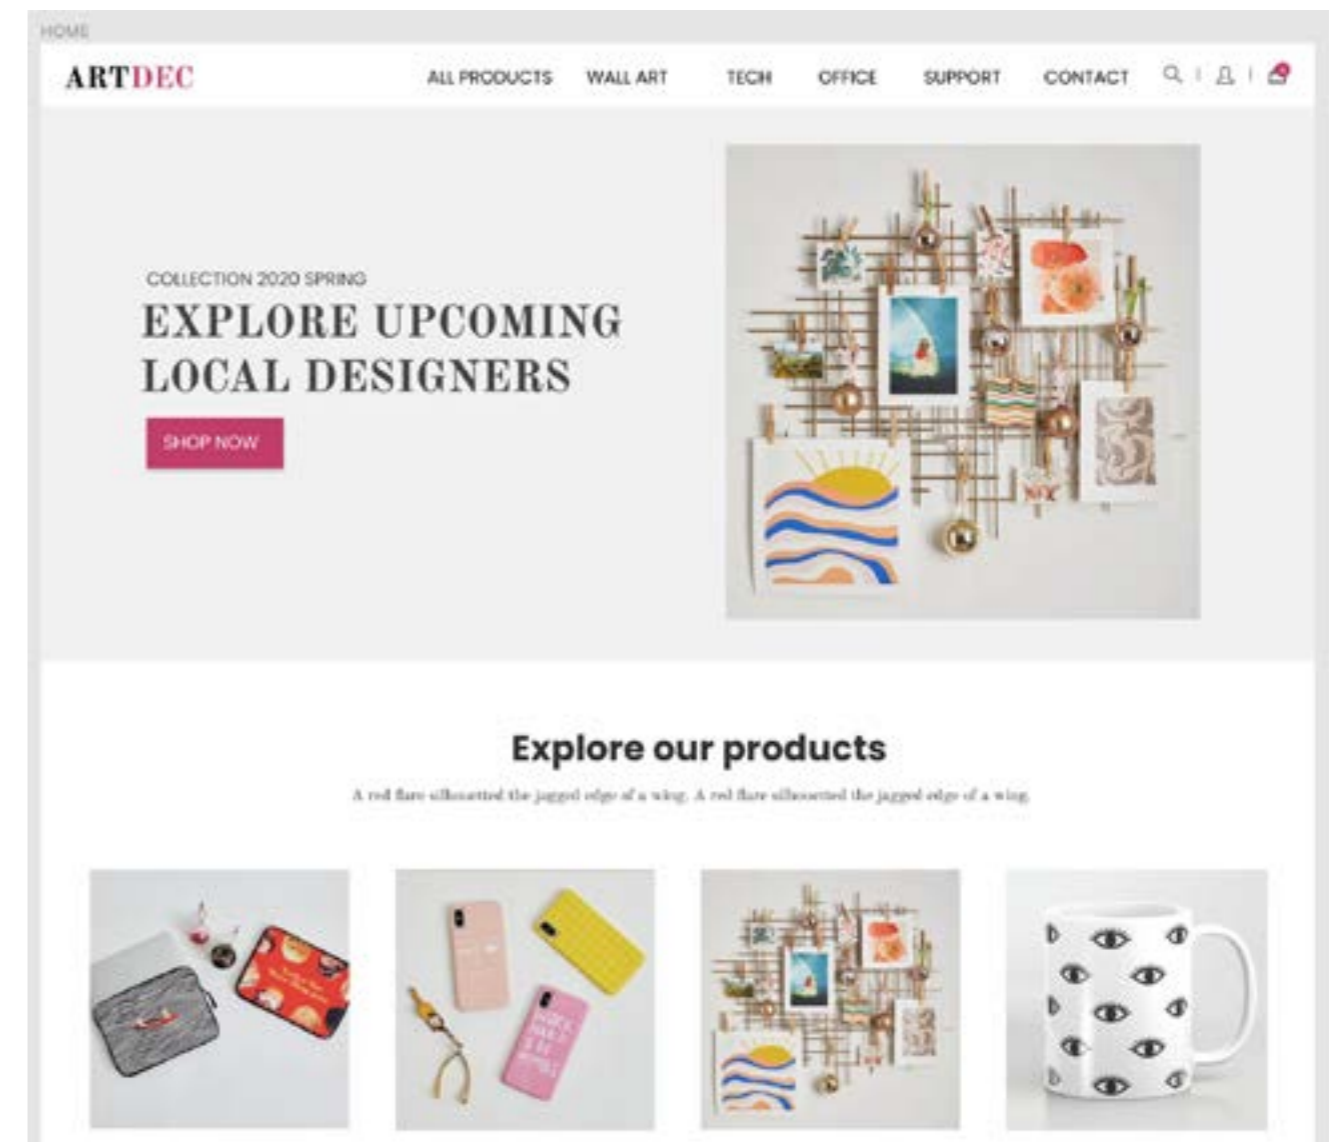 HOME
ARTDEC
ALL PRODUCTS WALL ART TECH OFFICE SUPPORT CONTACT
COLLECTION 2020 SPRING
EXPLORE UPCOMING
LOCAL DESIGNERS
SHOP NOW
Explore our products
A red flare silhouetted the jagged edge of a wing. A red flare silhouetted the jagged edge of a wing.